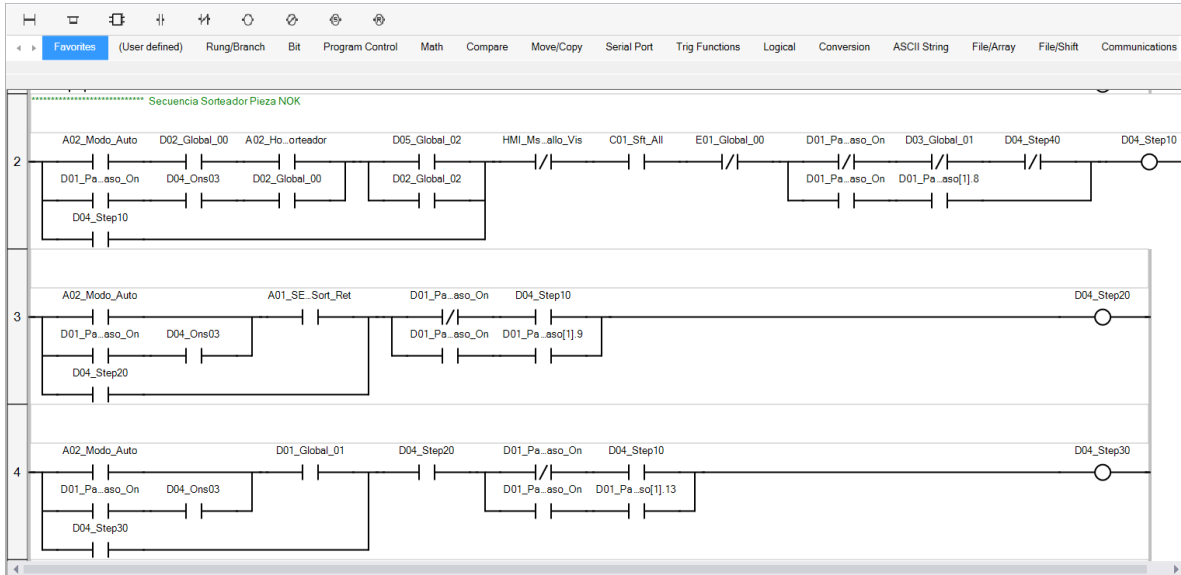 Favorites (User defined) Rung/Branch Bit Program Control Math Compare Move/Copy Serial Port Trig Functions Logical Conversion ASCII String File/Array File/Shift Communications
**************************** Secuencia Sorteador Pieza NOK
A02_Modo_Auto D02_Global_00 A02_Ho...orteador D05_Global_02 HMI_Ms...allo_Vis C01_Sft_All E01_Global_00 D01_Pa...aso_On D03_Global_01 D04_Step40 D04_Step10
2
D01_Pa...aso_On D04_Ons03 D02_Global_00 D02_Global_02 D01_Pa...aso_On D01_Pa...aso[1].8
D04_Step10
A02_Modo_Auto A01_SE...Sort_Ret D01_Pa...aso_On D04_Step10 D04_Step20
3
D01_Pa...aso_On D04_Ons03 D01_Pa...aso_On D01_Pa...aso[1].9
D04_Step20
A02_Modo_Auto D01_Global_01 D04_Step20 D01_Pa...aso_On D04_Step10 D04_Step30
4
D01_Pa...aso_On D04_Ons03 D01_Pa...aso_On D01_Pa...so[1].13
D04_Step30